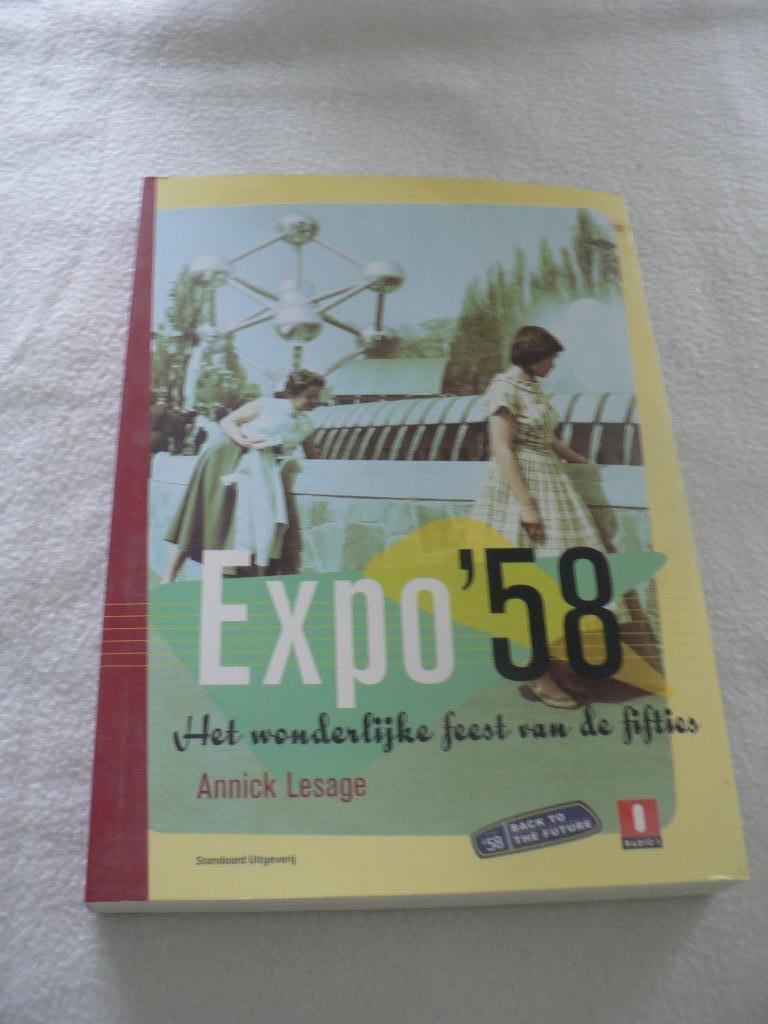 Expo '58
Het wonderlijke feest van de fifties
Annick Lesage
'58 BACK TO
THE FUTURE
RADIO 1
Standaard Uitgeverij